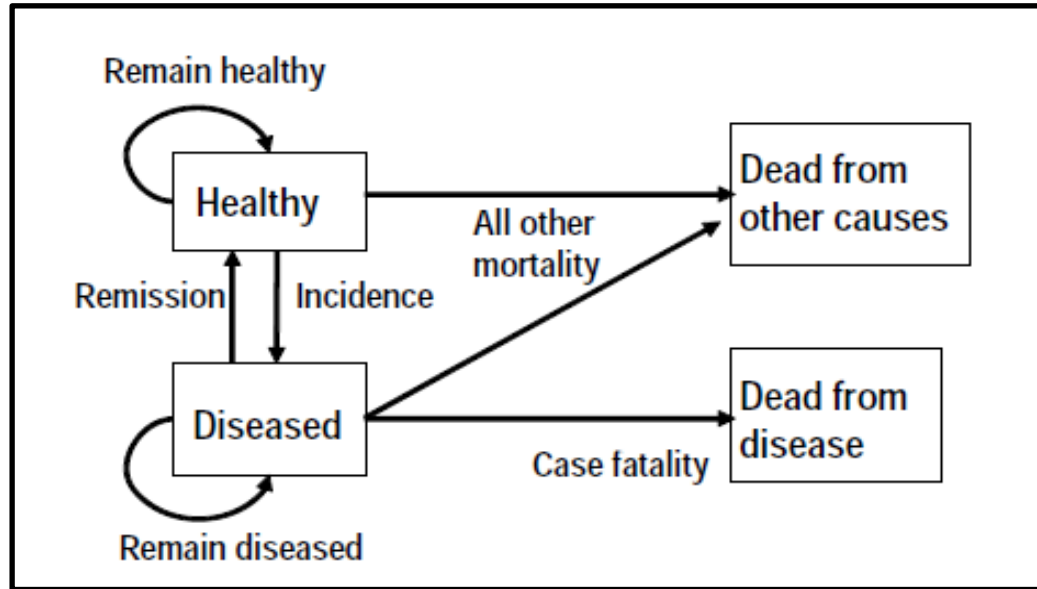 Remain healthy
Healthy
Dead from
other causes
All other
mortality
Remission
Incidence
Diseased
Dead from
disease
Case fatality
Remain diseased